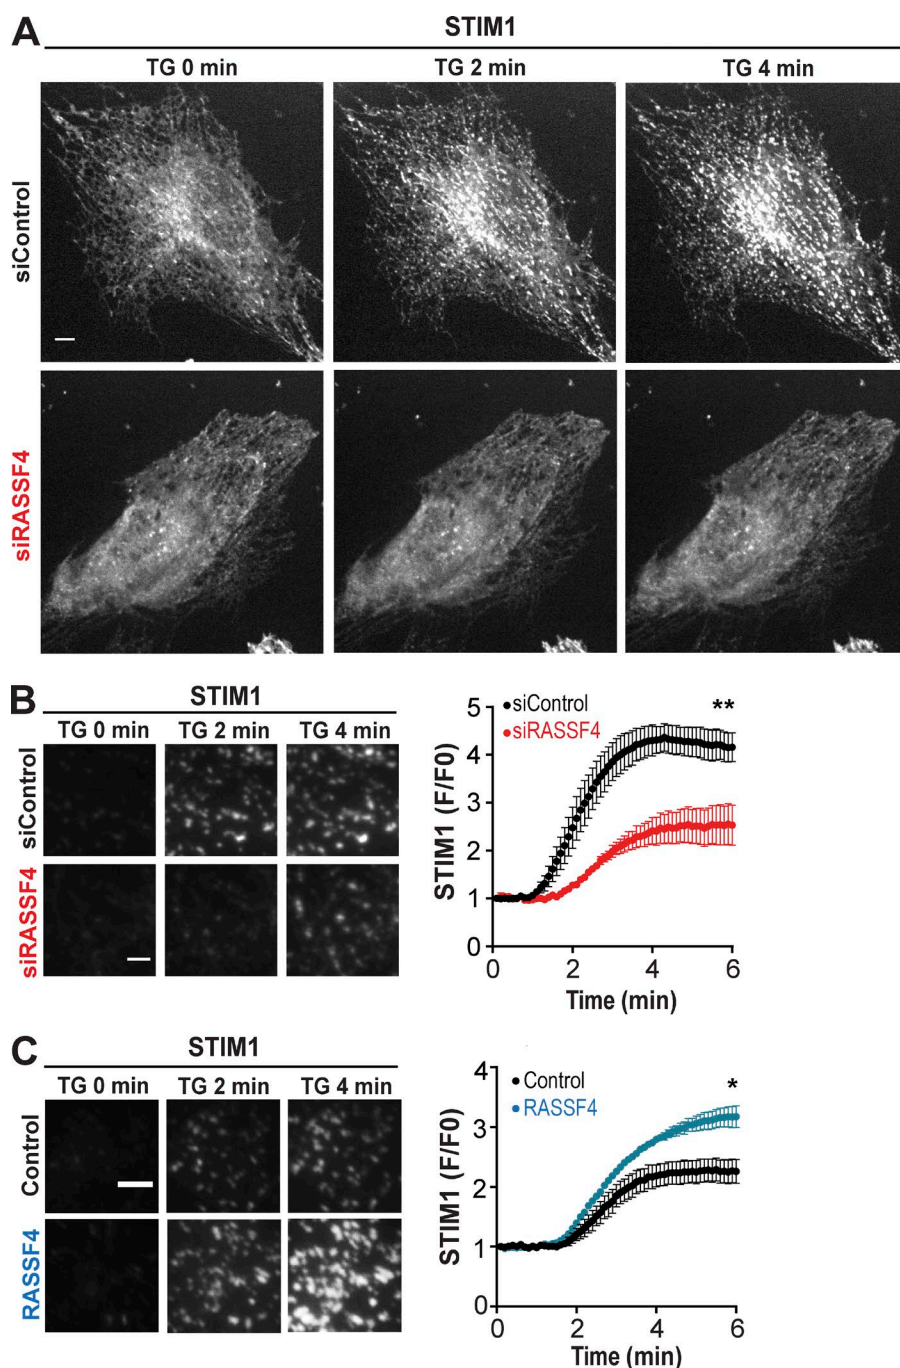 A
STIM1
TG 0 min TG 2 min TG 4 min
siControl
siRASSF4
B
STIM1
TG 0 min TG 2 min TG 4 min
siControl
siRASSF4
5
4
3
2
1
0
STIM1 (F/F0)
siControl
siRASSF4
**
0 2 4 6
Time (min)
C
STIM1
TG 0 min TG 2 min TG 4 min
Control
RASSF4
4
3
2
1
0
STIM1 (F/F0)
Control
RASSF4
*
0 2 4 6
Time (min)